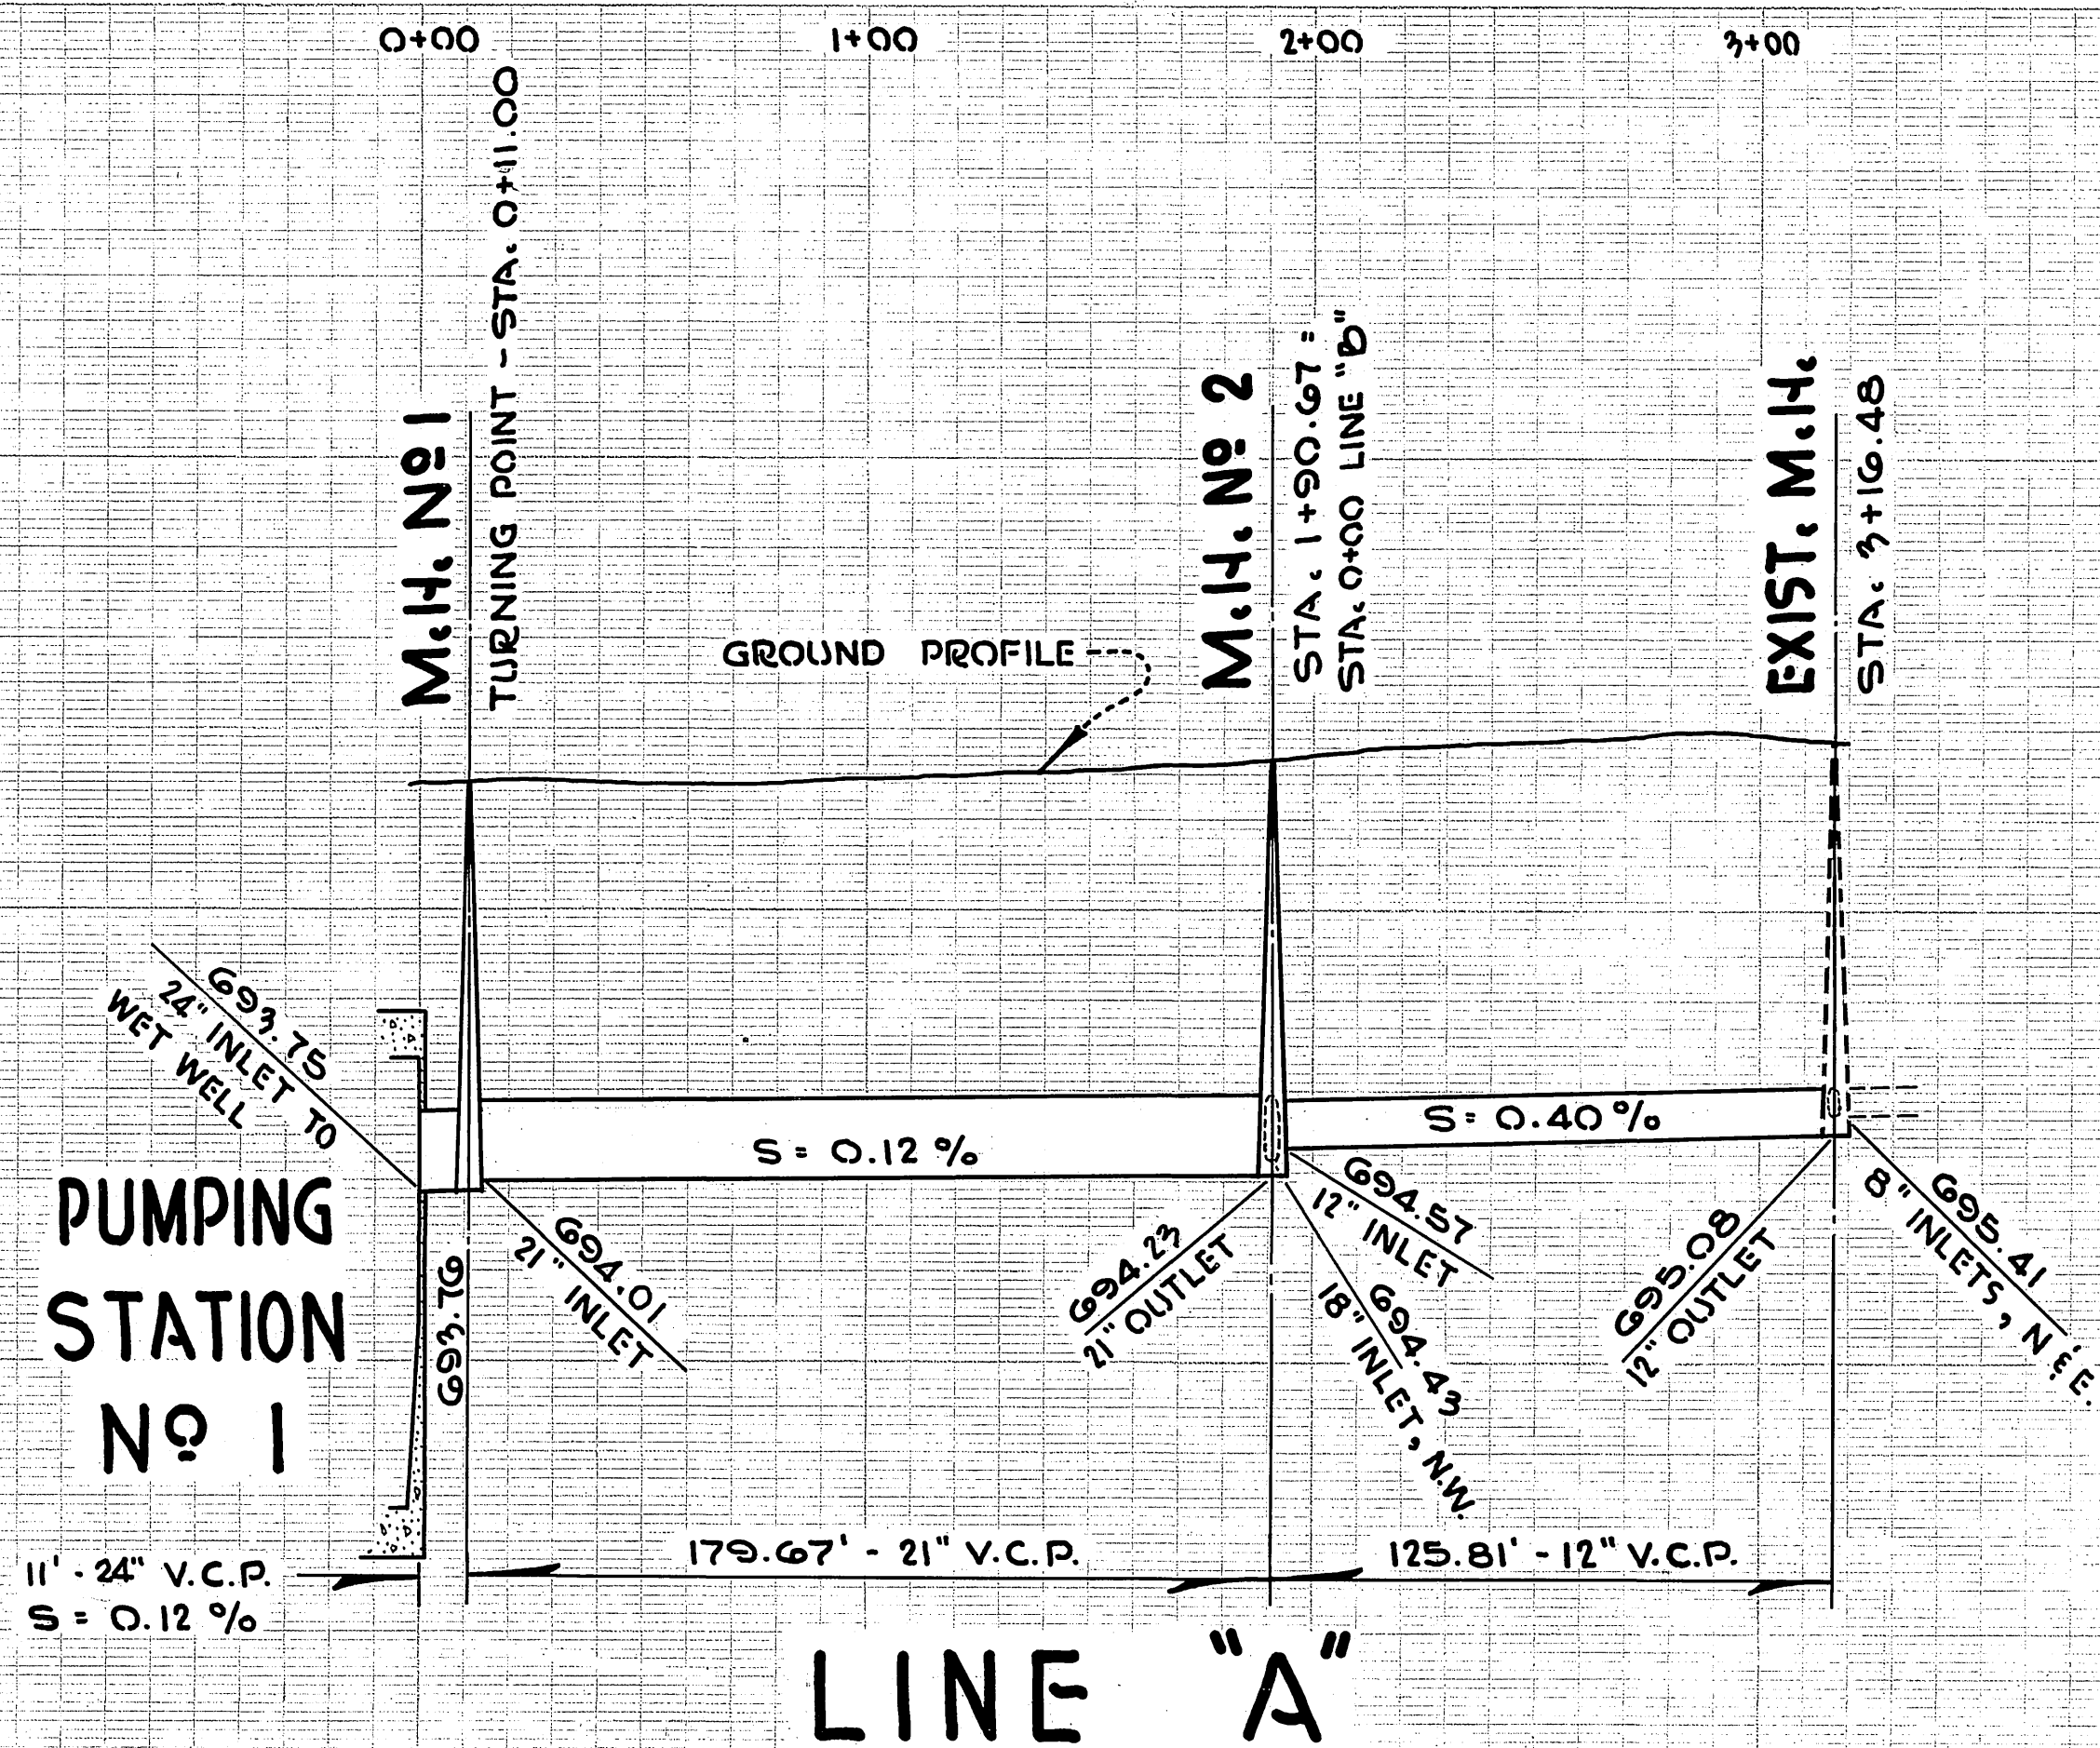 0+00
1+00
2+00
3+00
M.H. Nº 1
TURNING POINT - STA. 0+11.00
M.H. Nº 2
STA. 1+90.67 =
STA. 0+00 LINE "B"
EXIST. M.H.
STA. 3+16.48
GROUND PROFILE
693.75
24" INLET TO
WET WELL
S = 0.12 %
S = 0.40 %
PUMPING
STATION
Nº 1
693.76
694.01
21" INLET
694.23
21" OUTLET
694.57
12" INLET
694.43
18" INLET, N.W.
695.08
12" OUTLET
695.41
8" INLETS, N & E.
11' - 24" V.C.P.
S = 0.12 %
179.67' - 21" V.C.P.
125.81' - 12" V.C.P.
LINE "A"